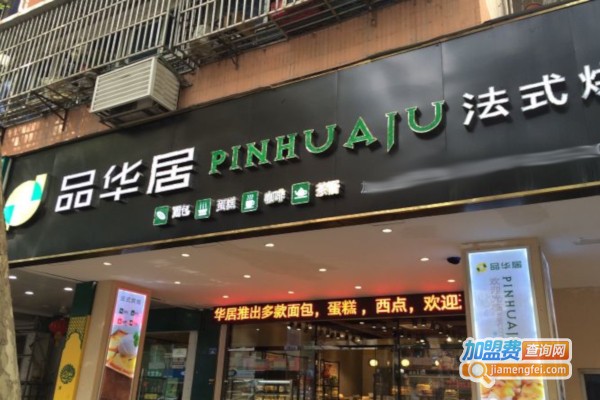 品华居 PINHUAJU 法式烘
面包 蛋糕 咖啡 茶餐
品华居
PINHUAJU
华居推出多款面包，蛋糕，西点，欢迎
加盟费查询网
jiamengfei.com